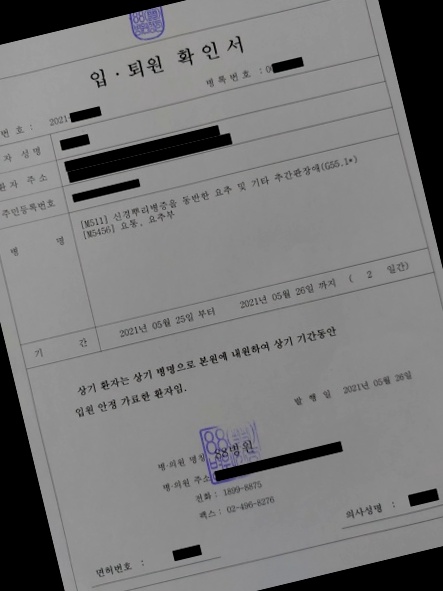 입 · 퇴원 확인서
번호 : 2021
병록번호 : 0
자 성명
환자 주소
주민등록번호
병 명
[M511] 신경뿌리병증을 동반한 요추 및 기타 추간판장애(G55.1*)
[M5456] 요통, 요추부
기 간
2021년 05월 25일 부터 2021년 05월 26일 까지 ( 2 일간)
상기 환자는 상기 병명으로 본원에 내원하여 상기 기간동안
입원 안정 가료한 환자임.
발 행 일 2021년 05월 26일
병·의원 명칭 병원
병·의원 주소
전화 : 1899-8875
팩스 : 02-496-8276
의사성명 :
면허번호 :